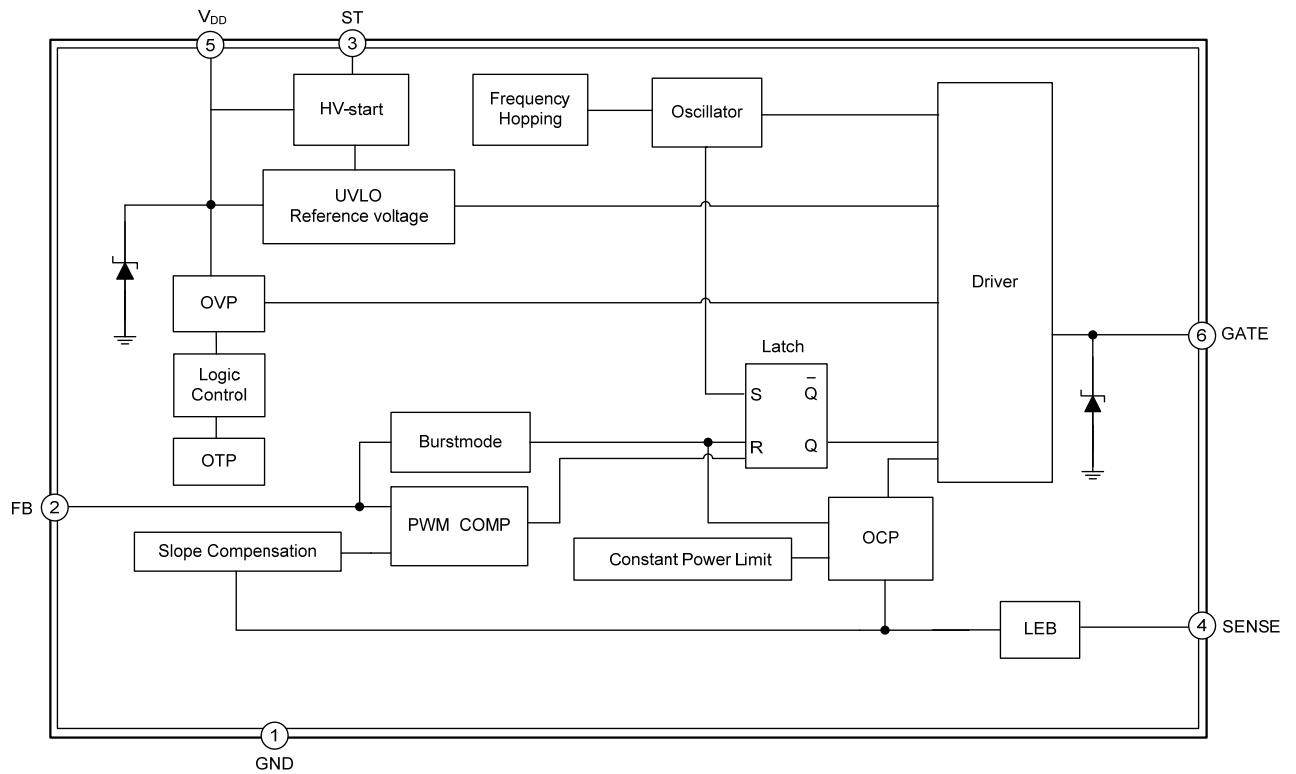 VDD
ST
5
3
HV-start
Frequency
Hopping
Oscillator
UVLO
Reference voltage
Driver
OVP
6
GATE
Latch
Logic
Control
S
Q
Burstmode
R
Q
OTP
FB
2
PWM COMP
OCP
Slope Compensation
Constant Power Limit
LEB
4
SENSE
1
GND